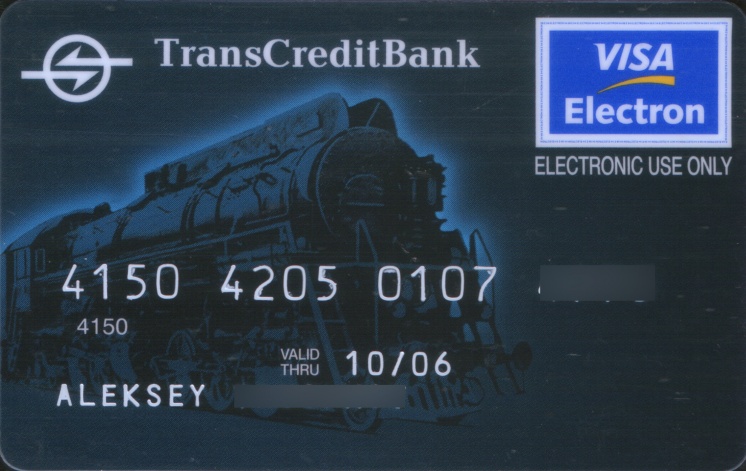 TransCreditBank
VISA
Electron
ELECTRONIC USE ONLY
4150 4205 0107
4150
VALID
THRU 10/06
ALEKSEY